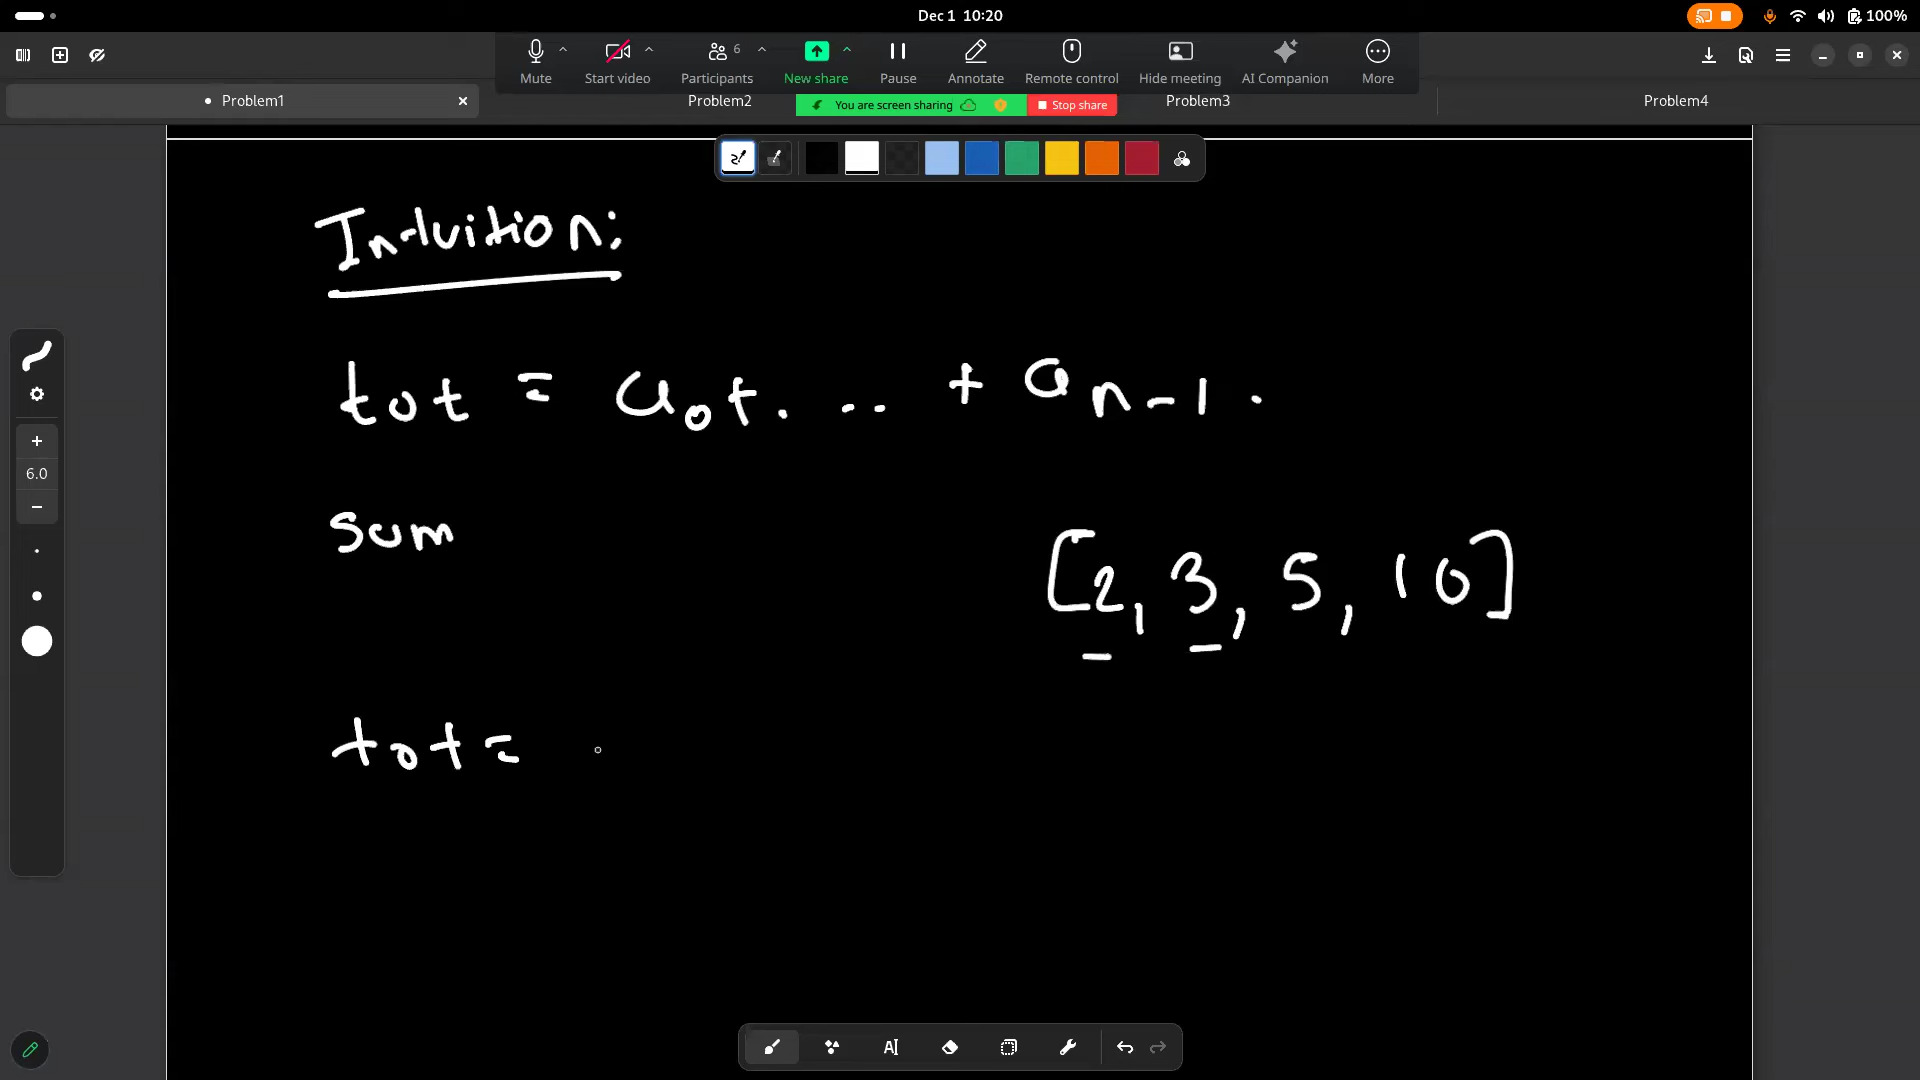 Dec 1 10:20
100%
Mute
Start video
Participants
6
New share
Pause
Annotate
Remote control
Hide meeting
AI Companion
More
Problem1
Problem2
You are screen sharing
Stop share
Problem3
Problem4
Intuition:
tot = a0+. .. + an-1 .
sum
[2, 3, 5, 10]
6.0
tot=